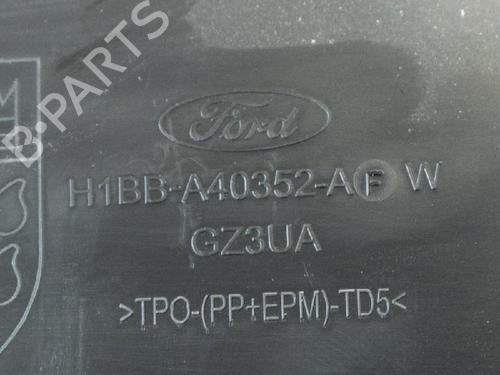 B-PARTS
M
Ford
H1BB-A40352-AF W
GZ3UA
>TPO-(PP+EPM)-TD5<